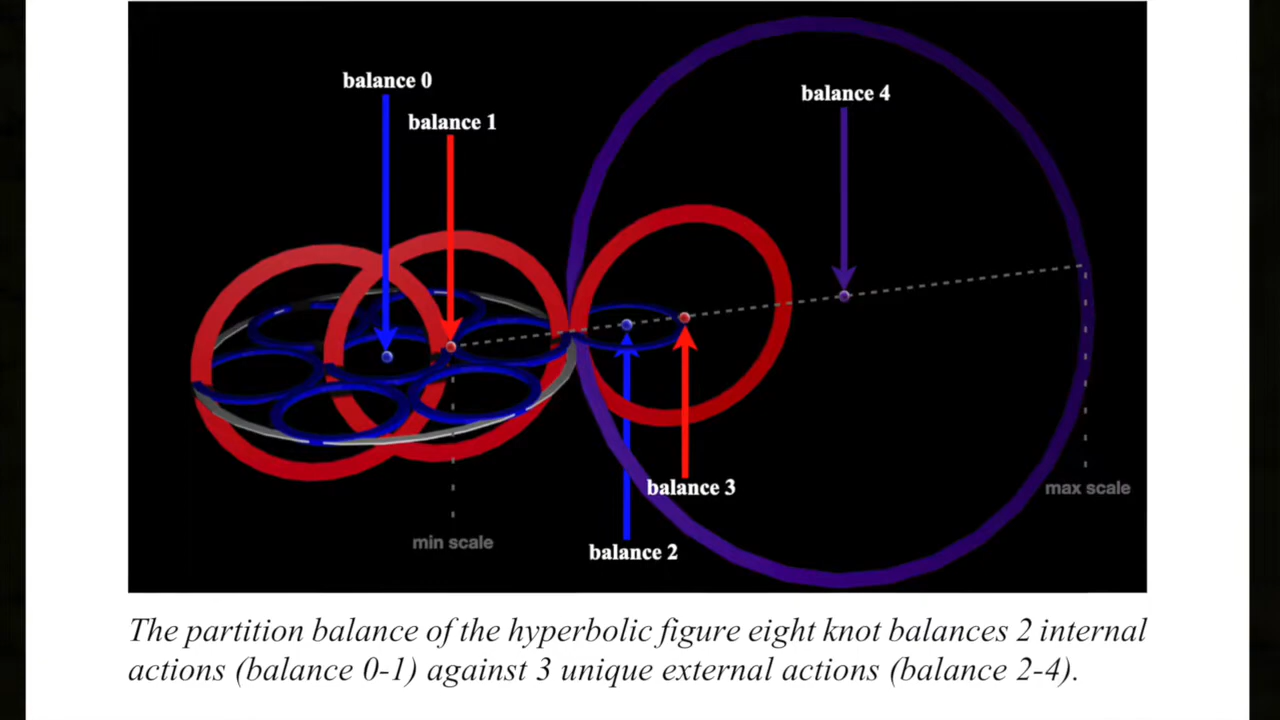 balance 0
balance 1
balance 4
balance 3
max scale
min scale
balance 2
The partition balance of the hyperbolic figure eight knot balances 2 internal
actions (balance 0-1) against 3 unique external actions (balance 2-4).